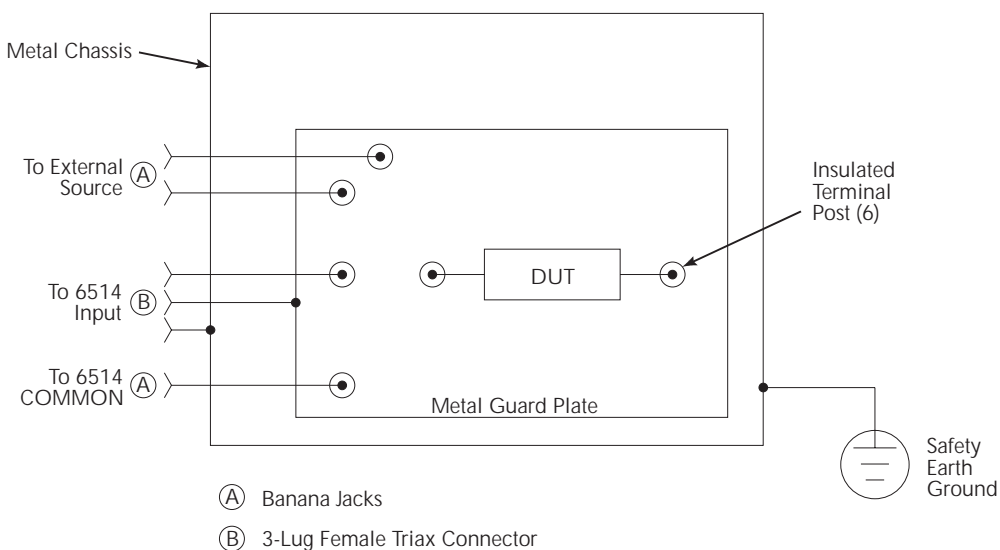 Metal Chassis
To External
Source
A
Insulated
Terminal
Post (6)
DUT
To 6514
Input
B
To 6514
COMMON
A
Metal Guard Plate
Safety
Earth
Ground
A Banana Jacks
B 3-Lug Female Triax Connector